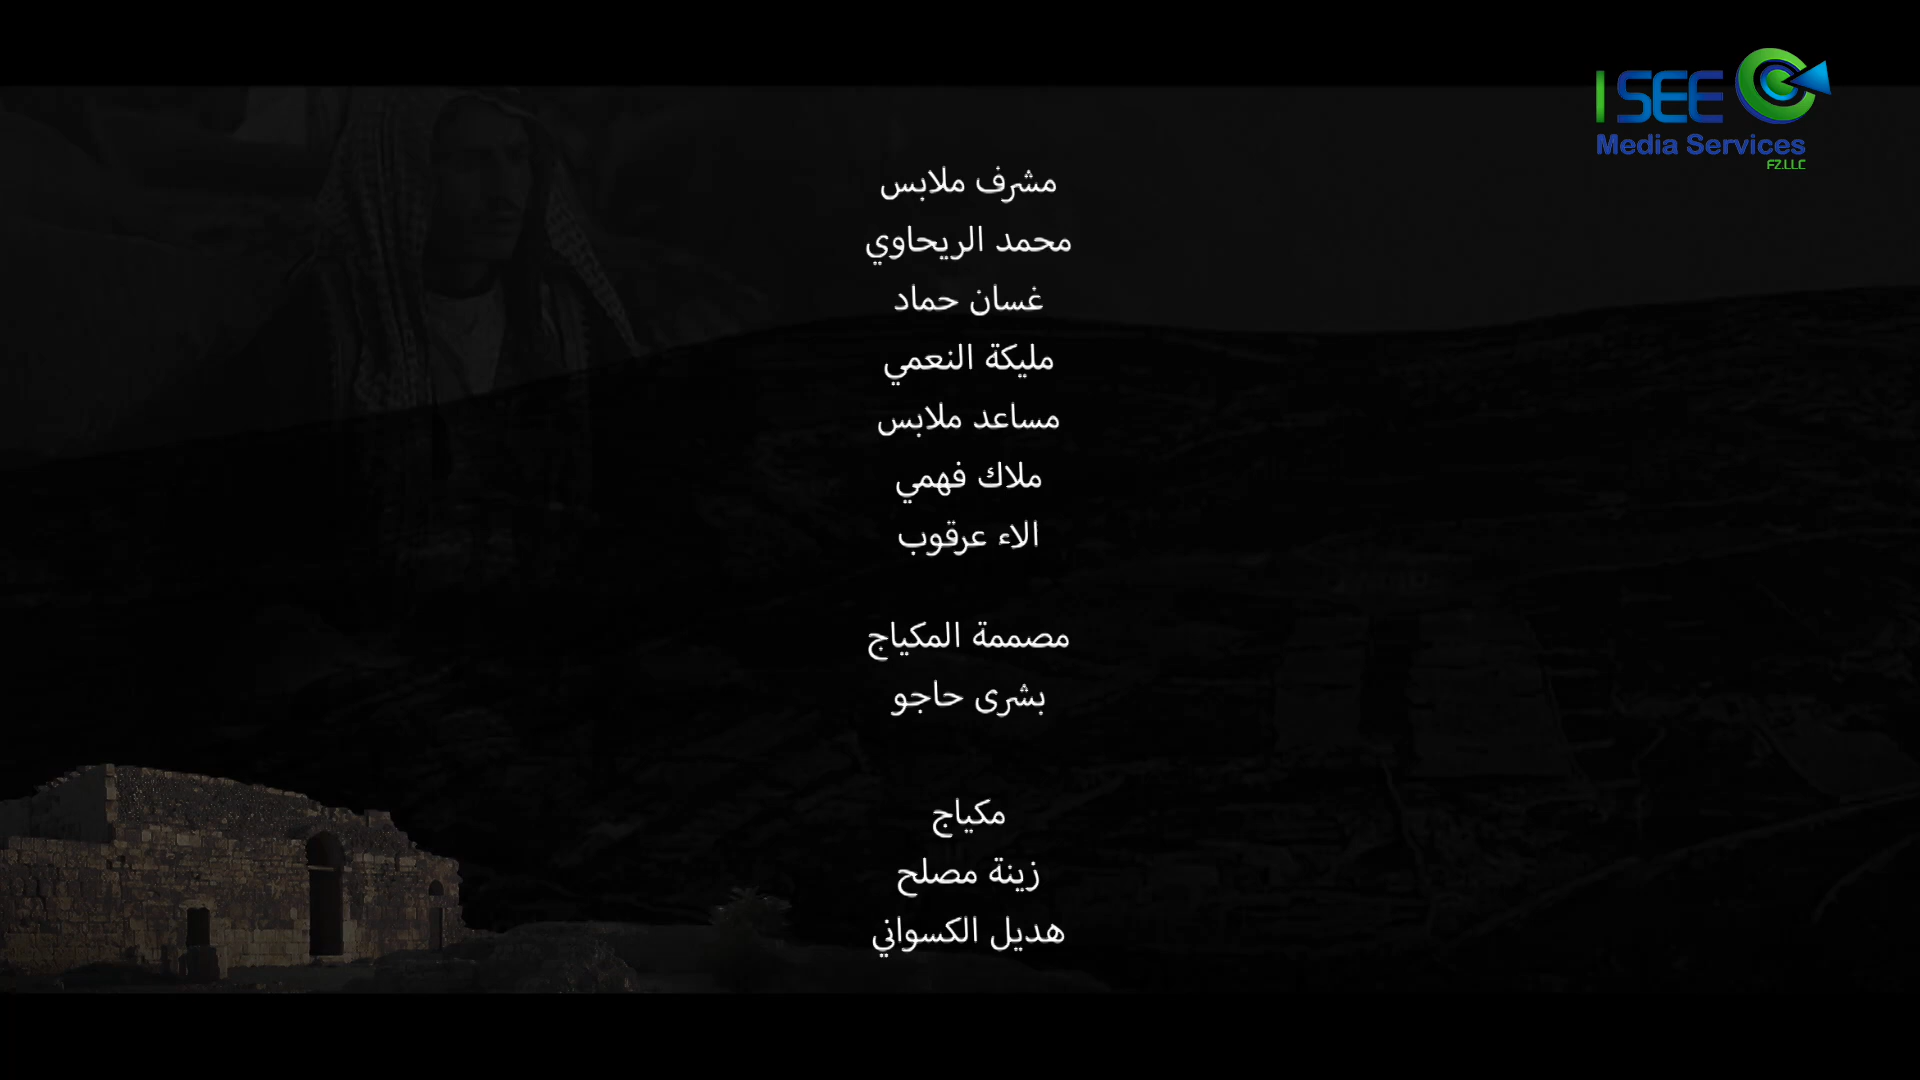 I SEE
Media Services
FZ.LLC
مشرف ملابس
محمد الريحاوي
غسان حماد
مليكة النعمي
مساعد ملابس
ملاك فهمي
الاء عرقوب
مصممة المكياج
بشرى حاجو
مكياج
زينة مصلح
هديل الكسواني